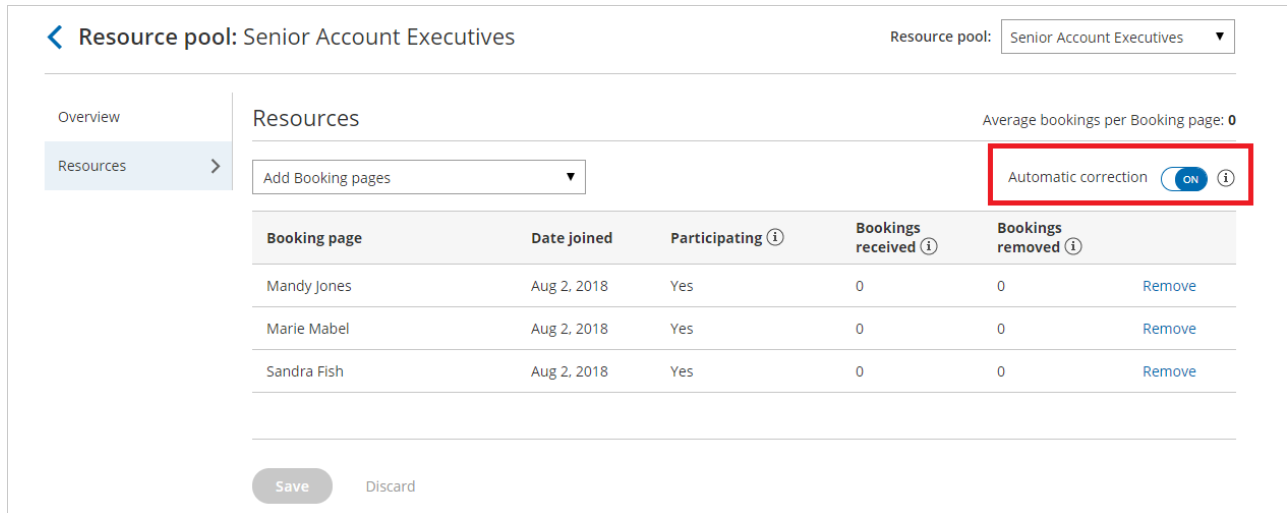 Resource pool: Senior Account Executives
Resource pool: Senior Account Executives
Overview
Resources
Resources
Average bookings per Booking page: 0
Add Booking pages
Automatic correction ON
Booking page Date joined Participating Bookings received Bookings removed
Mandy Jones Aug 2, 2018 Yes 0 0 Remove
Marie Mabel Aug 2, 2018 Yes 0 0 Remove
Sandra Fish Aug 2, 2018 Yes 0 0 Remove
Save Discard